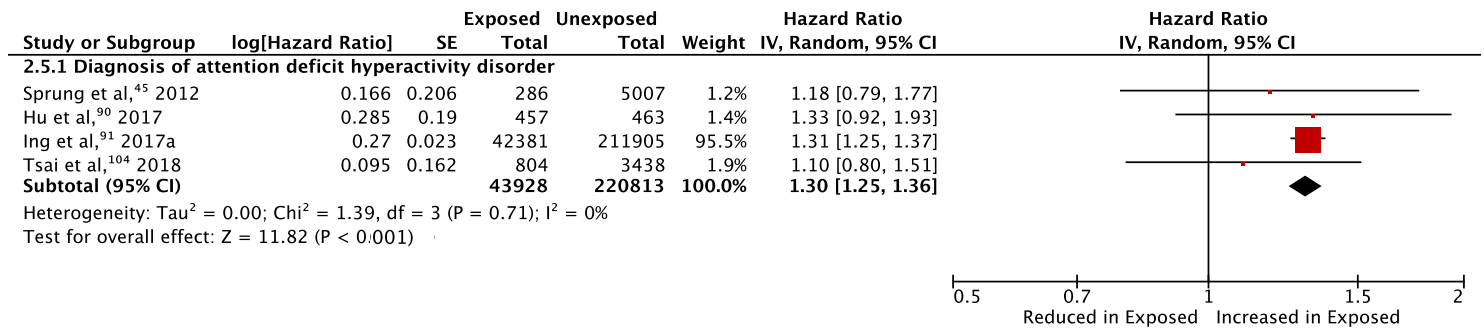 Exposed Unexposed Hazard Ratio Hazard Ratio
Study or Subgroup log[Hazard Ratio] SE Total Total Weight IV, Random, 95% CI IV, Random, 95% CI
2.5.1 Diagnosis of attention deficit hyperactivity disorder
Sprung et al,45 2012 0.166 0.206 286 5007 1.2% 1.18 [0.79, 1.77]
Hu et al,90 2017 0.285 0.19 457 463 1.4% 1.33 [0.92, 1.93]
Ing et al,91 2017a 0.27 0.023 42381 211905 95.5% 1.31 [1.25, 1.37]
Tsai et al,104 2018 0.095 0.162 804 3438 1.9% 1.10 [0.80, 1.51]
Subtotal (95% CI) 43928 220813 100.0% 1.30 [1.25, 1.36]
Heterogeneity: Tau2 = 0.00; Chi2 = 1.39, df = 3 (P = 0.71); I2 = 0%
Test for overall effect: Z = 11.82 (P < 0.001)
0.5 0.7 1 1.5 2
Reduced in Exposed Increased in Exposed